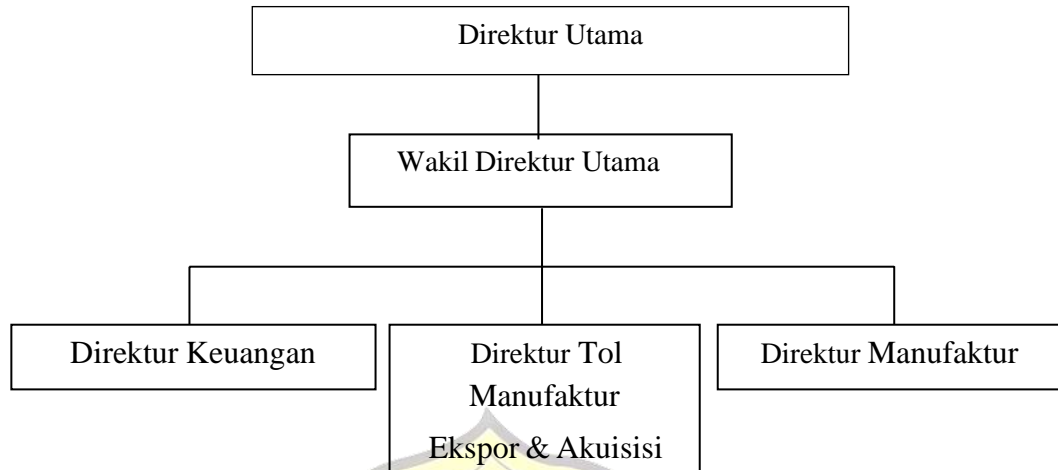 Direktur Utama
Wakil Direktur Utama
Direktur Keuangan
Direktur Tol
Manufaktur
Ekspor & Akuisisi
Direktur Manufaktur